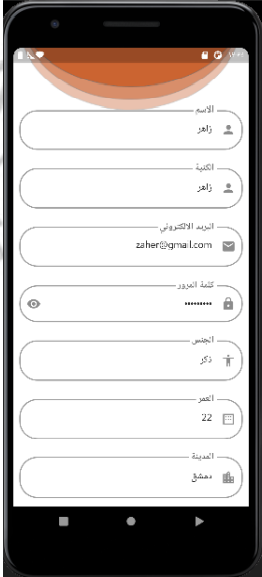 الاسم
زاهر
الكنية
زاهر
البريد الالكتروني
zaher@gmail.com
كلمة المرور
•••••••••
الجنس
ذكر
العمر
22
المدينة
دمشق